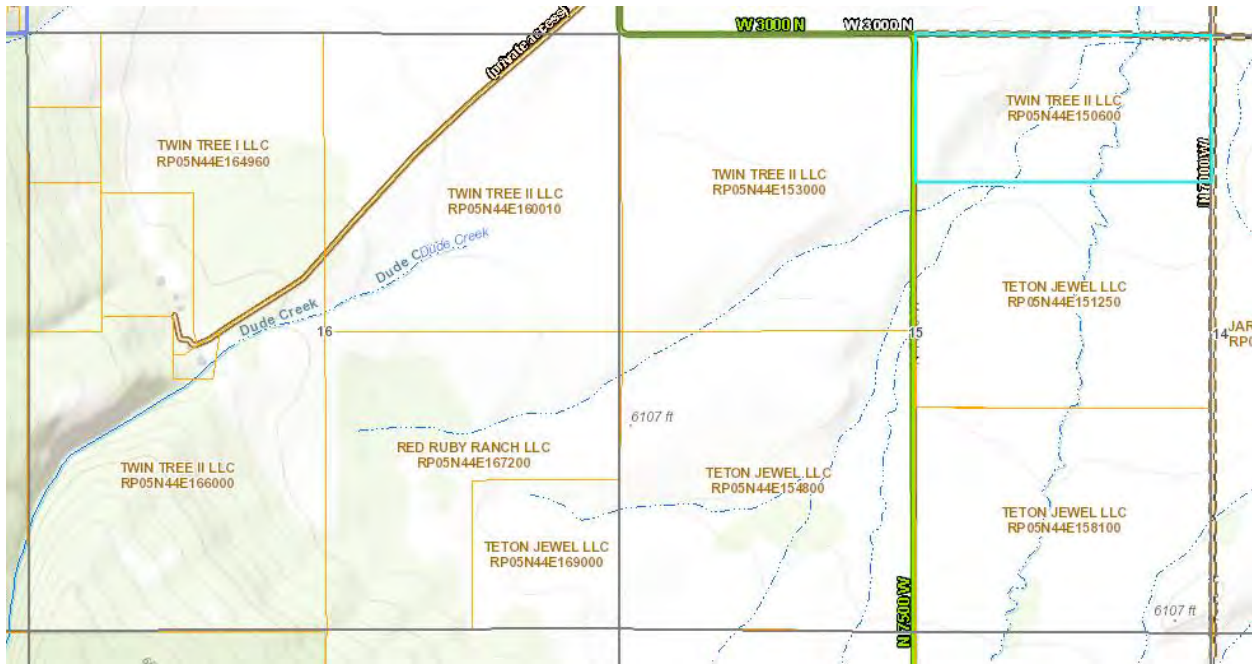 W 3000 N
W 3000 N
(private access)
TWIN TREE I LLC
RP05N44E164960
TWIN TREE II LLC
RP05N44E160010
TWIN TREE II LLC
RP05N44E153000
TWIN TREE II LLC
RP05N44E150600
N 7000 W
Dude C
Dude Creek
Dude Creek
TETON JEWEL LLC
RP05N44E151250
16
15
14
JAR
6107 ft
RED RUBY RANCH LLC
RP05N44E167200
TWIN TREE II LLC
RP05N44E166000
TETON JEWEL LLC
RP05N44E154800
TETON JEWEL LLC
RP05N44E158100
TETON JEWEL LLC
RP05N44E169000
N 7500 W
6107 ft